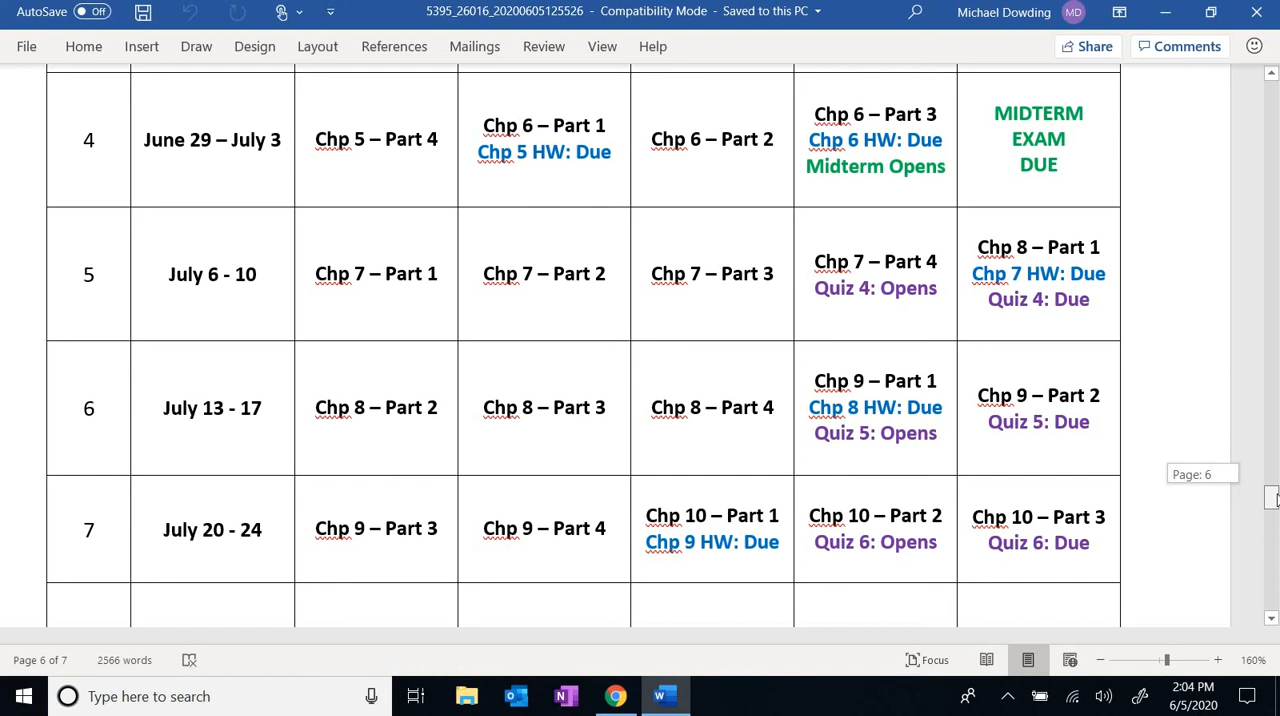 AutoSave Off 5395_26016_20200605125526 - Compatibility Mode - Saved to this PC Michael Dowding MD
File Home Insert Draw Design Layout References Mailings Review View Help Share Comments
4 June 29 – July 3 Chp 5 – Part 4
Chp 6 – Part 1
Chp 5 HW: Due
Chp 6 – Part 2
Chp 6 – Part 3
Chp 6 HW: Due
Midterm Opens
MIDTERM
EXAM
DUE
5 July 6 - 10 Chp 7 – Part 1 Chp 7 – Part 2 Chp 7 – Part 3
Chp 7 – Part 4
Quiz 4: Opens
Chp 8 – Part 1
Chp 7 HW: Due
Quiz 4: Due
6 July 13 - 17 Chp 8 – Part 2 Chp 8 – Part 3 Chp 8 – Part 4
Chp 9 – Part 1
Chp 8 HW: Due
Quiz 5: Opens
Chp 9 – Part 2
Quiz 5: Due
Page: 6
7 July 20 - 24 Chp 9 – Part 3 Chp 9 – Part 4
Chp 10 – Part 1
Chp 9 HW: Due
Chp 10 – Part 2
Quiz 6: Opens
Chp 10 – Part 3
Quiz 6: Due
Page 6 of 7 2566 words Focus 160%
Type here to search
2:04 PM
6/5/2020